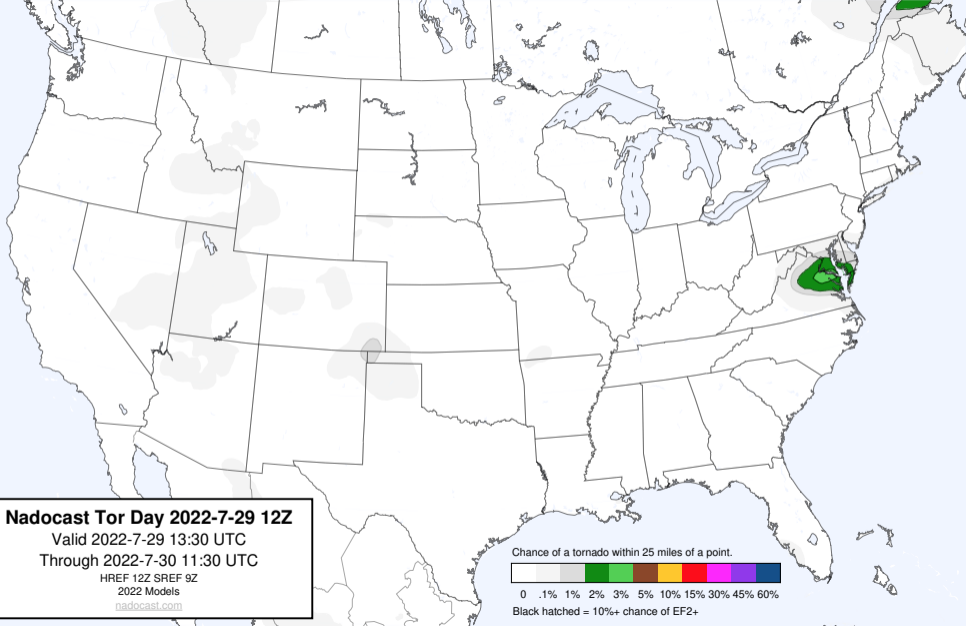 Nadocast Tor Day 2022-7-29 12Z
Valid 2022-7-29 13:30 UTC
Through 2022-7-30 11:30 UTC
HREF 12Z SREF 9Z
2022 Models
nadocast.com
Chance of a tornado within 25 miles of a point.
0 .1% 1% 2% 3% 5% 10% 15% 30% 45% 60%
Black hatched = 10%+ chance of EF2+